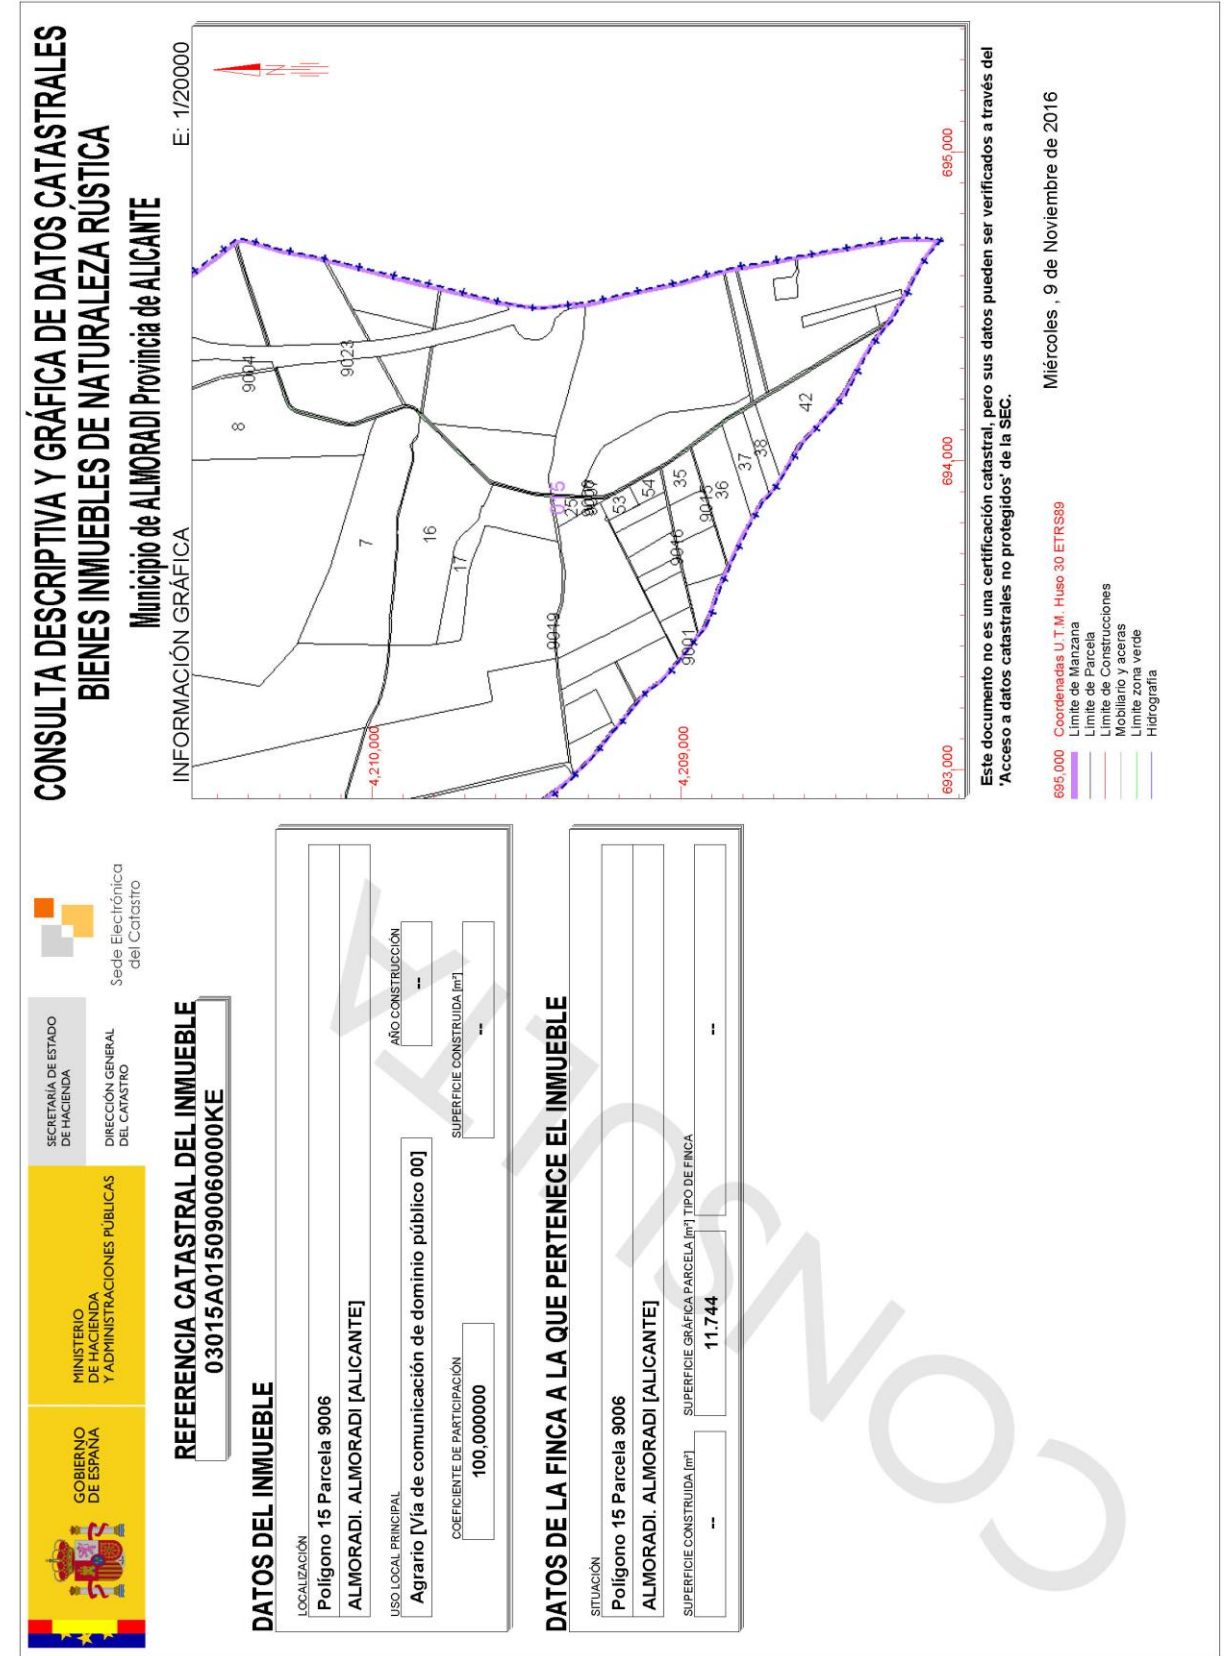 GOBIERNO
DE ESPAÑA
MINISTERIO
DE HACIENDA
Y ADMINISTRACIONES PÚBLICAS
SECRETARÍA DE ESTADO
DE HACIENDA
DIRECCIÓN GENERAL
DEL CATASTRO
Sede Electrónica
del Catastro
REFERENCIA CATASTRAL DEL INMUEBLE
03015A015090060000KE
DATOS DEL INMUEBLE
LOCALIZACIÓN
Polígono 15 Parcela 9006
ALMORADI. ALMORADI [ALICANTE]
USO LOCAL PRINCIPAL
Agrario [Vía de comunicación de dominio público 00]
AÑO CONSTRUCCIÓN
--
COEFICIENTE DE PARTICIPACIÓN
100,000000
SUPERFICIE CONSTRUIDA [m²]
--
DATOS DE LA FINCA A LA QUE PERTENECE EL INMUEBLE
SITUACIÓN
Polígono 15 Parcela 9006
ALMORADI. ALMORADI [ALICANTE]
SUPERFICIE CONSTRUIDA [m²]
--
SUPERFICIE GRÁFICA PARCELA [m²]
11.744
TIPO DE FINCA
--
CONSULTA
CONSULTA DESCRIPTIVA Y GRÁFICA DE DATOS CATASTRALES
BIENES INMUEBLES DE NATURALEZA RÚSTICA
Municipio de ALMORADI Provincia de ALICANTE
INFORMACIÓN GRÁFICA
E: 1/20000
N
8
9004
9023
7
16
17
4,210,000
015
25
9019
53
54
35
9016
9015
36
37
38
42
9001
4,209,000
693,000
694,000
695,000
Este documento no es una certificación catastral, pero sus datos pueden ser verificados a través del
'Acceso a datos catastrales no protegidos' de la SEC.
695,000 Coordenadas U.T.M. Huso 30 ETRS89
Límite de Manzana
Límite de Parcela
Límite de Construcciones
Mobiliario y aceras
Límite zona verde
Hidrografía
Miércoles , 9 de Noviembre de 2016